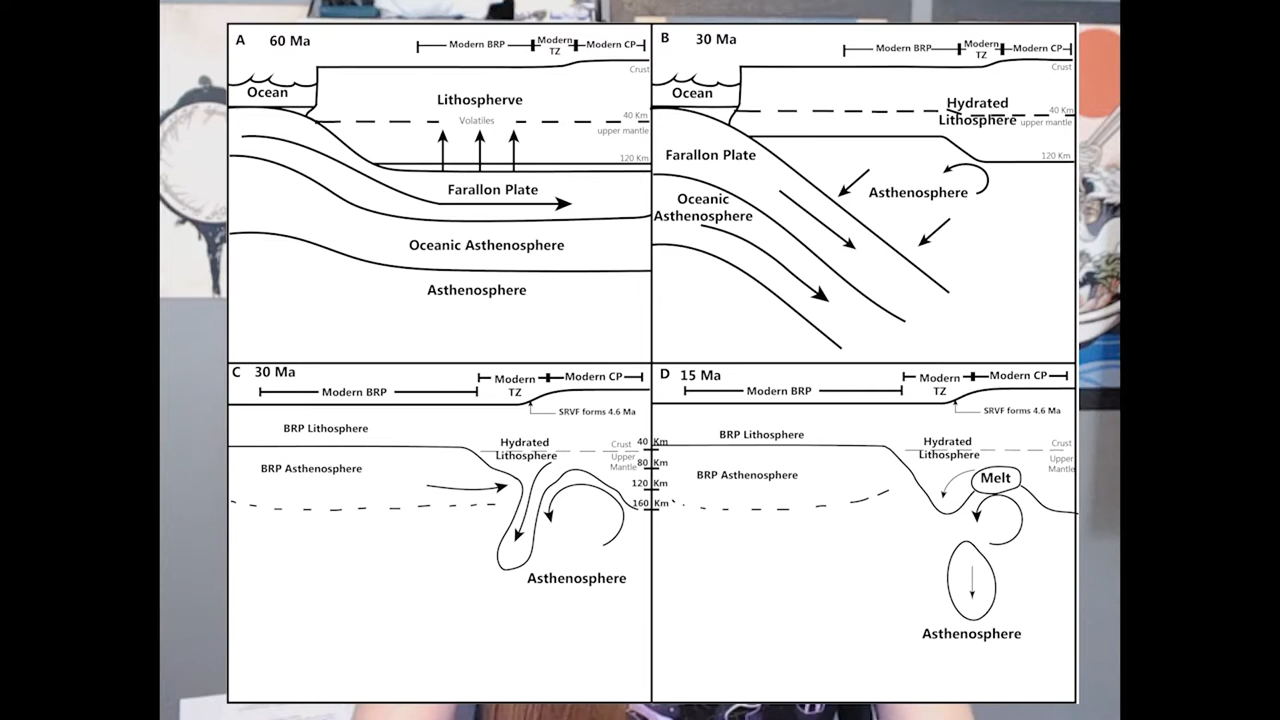 A 60 Ma
Modern BRP
Modern
TZ
Modern CP
Crust
Ocean
Lithospherve
40 Km
Volatiles
upper mantle
120 Km
Farallon Plate
Oceanic Asthenosphere
Asthenosphere
B 30 Ma
Modern BRP
Modern
TZ
Modern CP
Crust
Ocean
Hydrated
Lithosphere
40 Km
upper mantle
Farallon Plate
120 Km
Asthenosphere
Oceanic
Asthenosphere
C 30 Ma
Modern BRP
Modern
TZ
Modern CP
SRVF forms 4.6 Ma
BRP Lithosphere
Hydrated
Lithosphere
Crust
Upper
Mantle
BRP Asthenosphere
40 Km
80 Km
120 Km
160 Km
Asthenosphere
D 15 Ma
Modern BRP
Modern
TZ
Modern CP
SRVF forms 4.6 Ma
BRP Lithosphere
Hydrated
Lithosphere
Crust
Upper
Mantle
BRP Asthenosphere
Melt
Asthenosphere